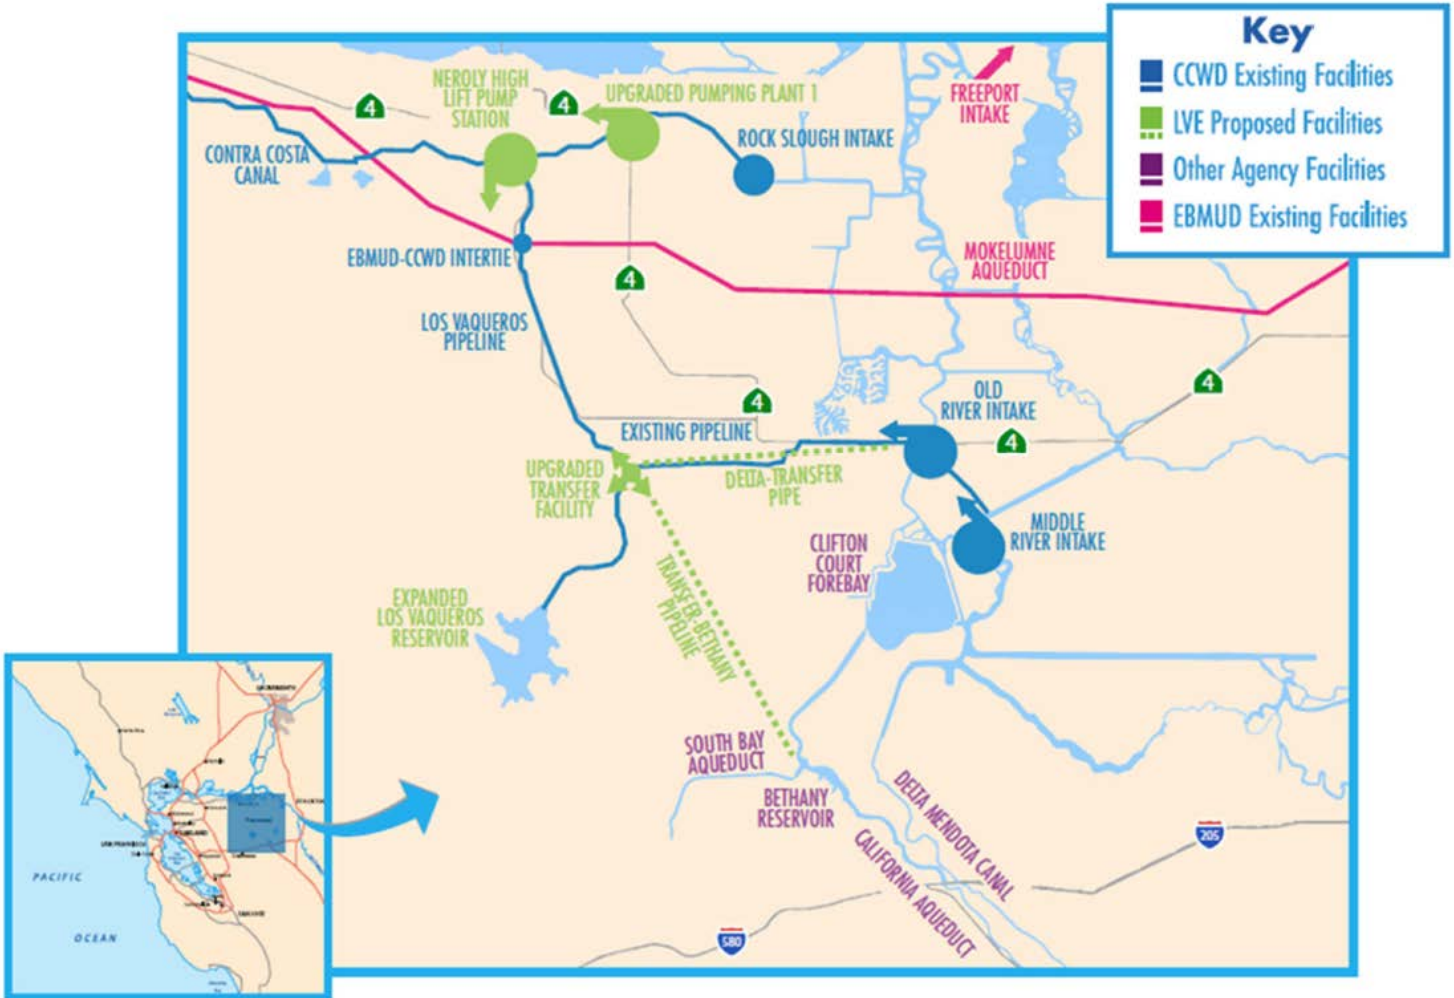 Key
CCWD Existing Facilities
LVE Proposed Facilities
Other Agency Facilities
EBMUD Existing Facilities
NEROLY HIGH
LIFT PUMP
STATION
4
4
UPGRADED PUMPING PLANT 1
FREEPORT
INTAKE
ROCK SLOUGH INTAKE
CONTRA COSTA
CANAL
EBMUD-CCWD INTERTIE
4
MOKELUMNE
AQUEDUCT
LOS VAQUEROS
PIPELINE
4
4
OLD
RIVER INTAKE
4
EXISTING PIPELINE
UPGRADED
TRANSFER
FACILITY
DELTA-TRANSFER
PIPE
MIDDLE
RIVER INTAKE
CLIFTON
COURT
FOREBAY
TRANSFER-BETHANY
PIPELINE
EXPANDED
LOS VAQUEROS
RESERVOIR
SOUTH BAY
AQUEDUCT
BETHANY
RESERVOIR
DELTA MENDOTA CANAL
CALIFORNIA AQUEDUCT
205
580
SACRAMENTO
PACIFIC
OCEAN